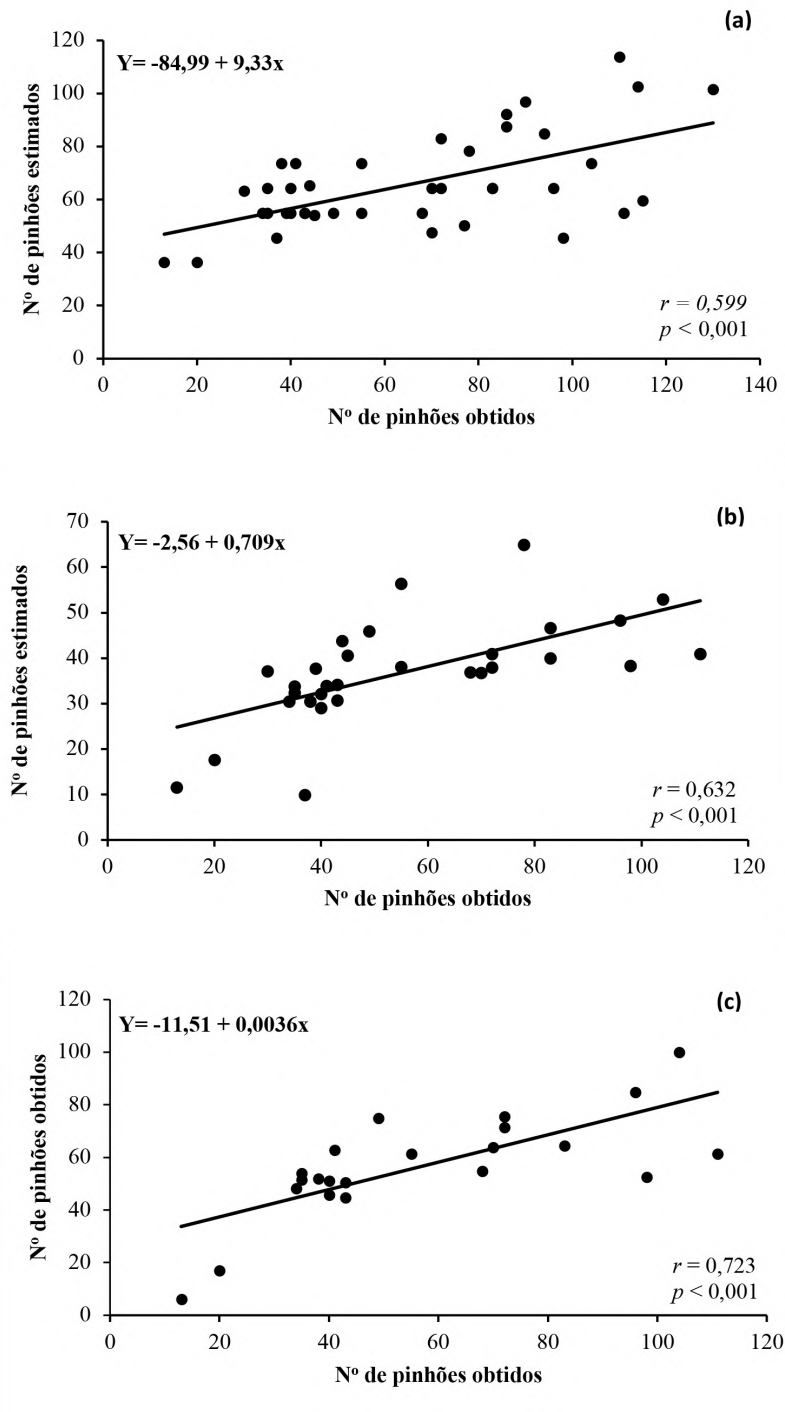 (a)
Y= -84,99 + 9,33x
Nº de pinhões estimados
120
100
80
60
40
20
0
r = 0,599
p < 0,001
0 20 40 60 80 100 120 140
Nº de pinhões obtidos
(b)
Y= -2,56 + 0,709x
Nº de pinhões estimados
70
60
50
40
30
20
10
0
r = 0,632
p < 0,001
0 20 40 60 80 100 120
Nº de pinhões obtidos
(c)
Y= -11,51 + 0,0036x
Nº de pinhões obtidos
120
100
80
60
40
20
0
r = 0,723
p < 0,001
0 20 40 60 80 100 120
Nº de pinhões obtidos